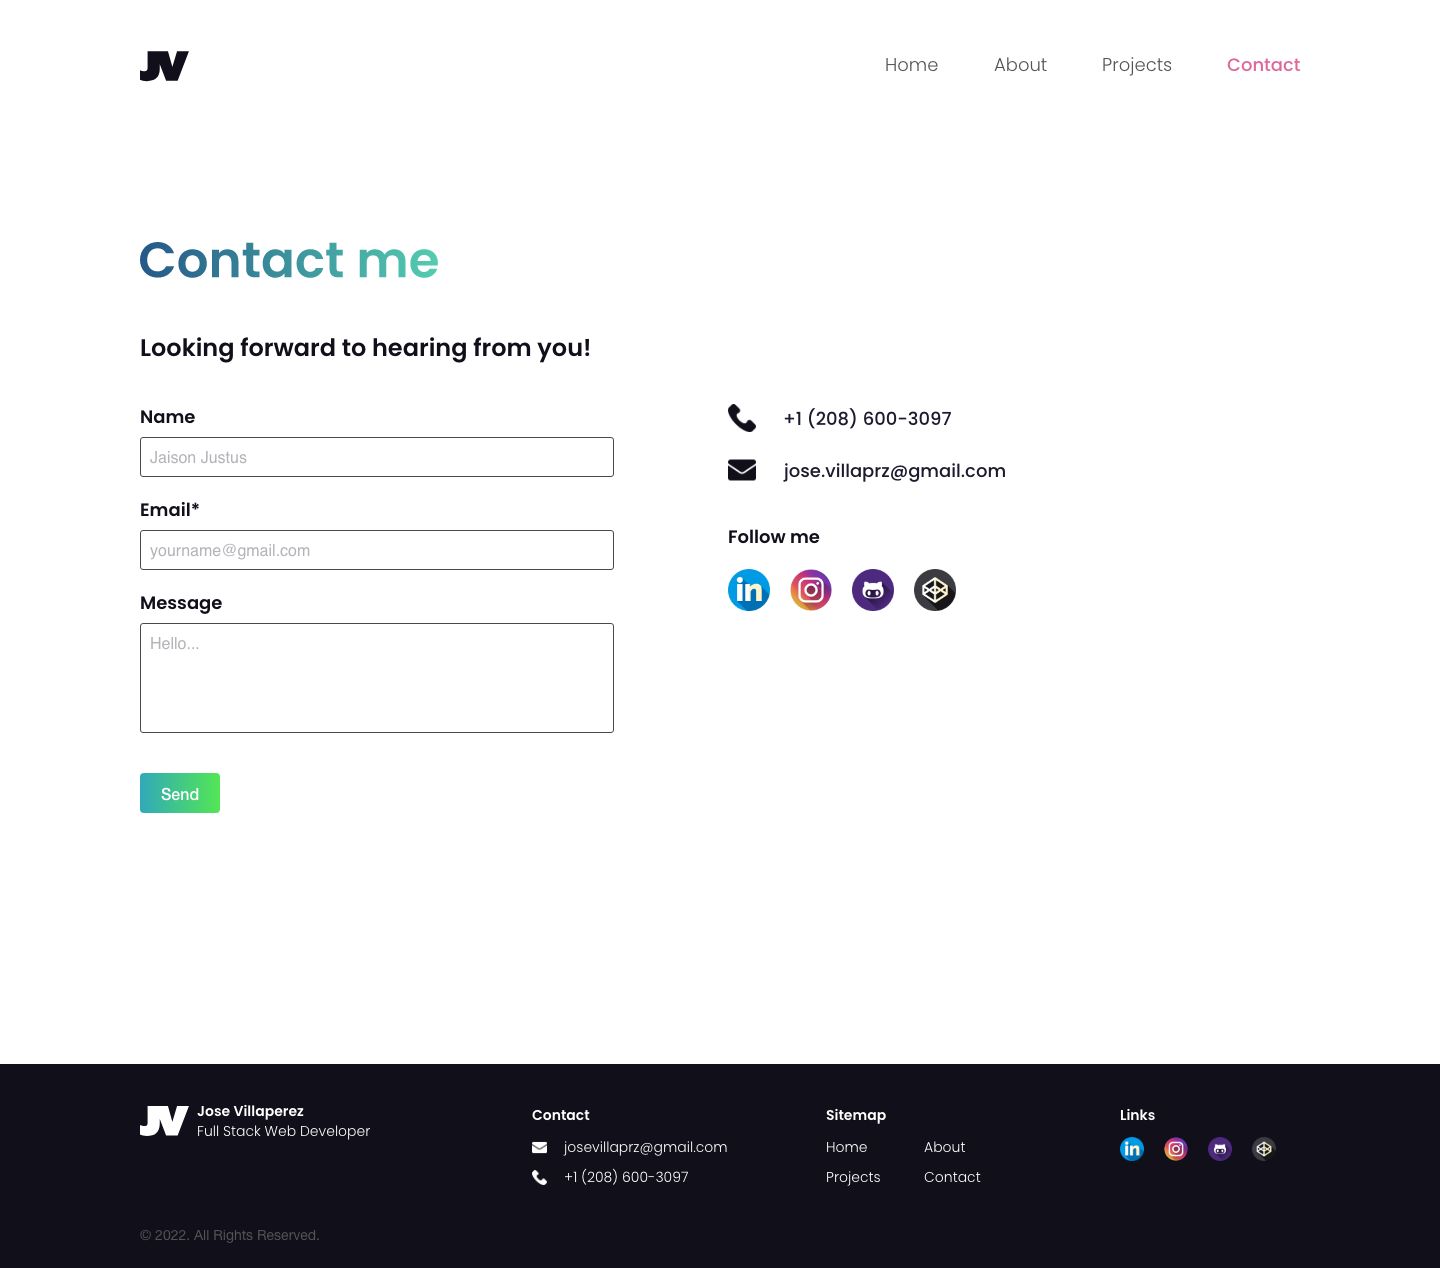 JV
Home About Projects Contact
Contact me
Looking forward to hearing from you!
Name
Jaison Justus
Email*
yourname@gmail.com
Message
Hello...
Send
+1 (208) 600-3097
jose.villaprz@gmail.com
Follow me
in
JV
Jose Villaperez
Full Stack Web Developer
Contact
josevillaprz@gmail.com
+1 (208) 600-3097
Sitemap
Home About
Projects Contact
Links
in
© 2022. All Rights Reserved.